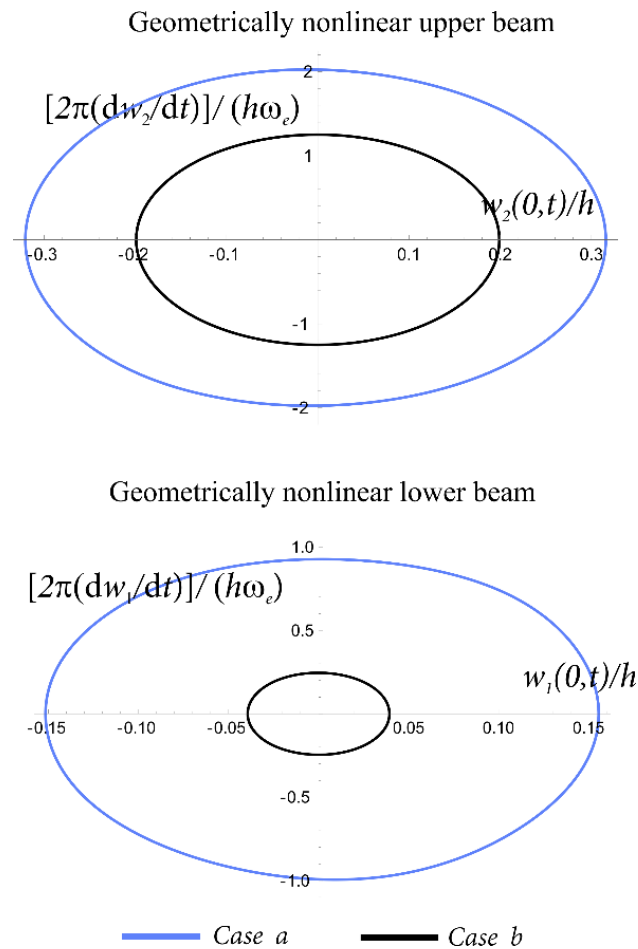 Geometrically nonlinear upper beam
2
[2π(dw₂/dt)]/(hωₑ)
1
w₂(0,t)/h
-0.3 -0.2 -0.1 0.1 0.2 0.3
-1
-2
Geometrically nonlinear lower beam
1.0
[2π(dw₁/dt)]/(hωₑ)
0.5
w₁(0,t)/h
-0.15 -0.10 -0.05 0.05 0.10 0.15
-0.5
-1.0
Case a Case b